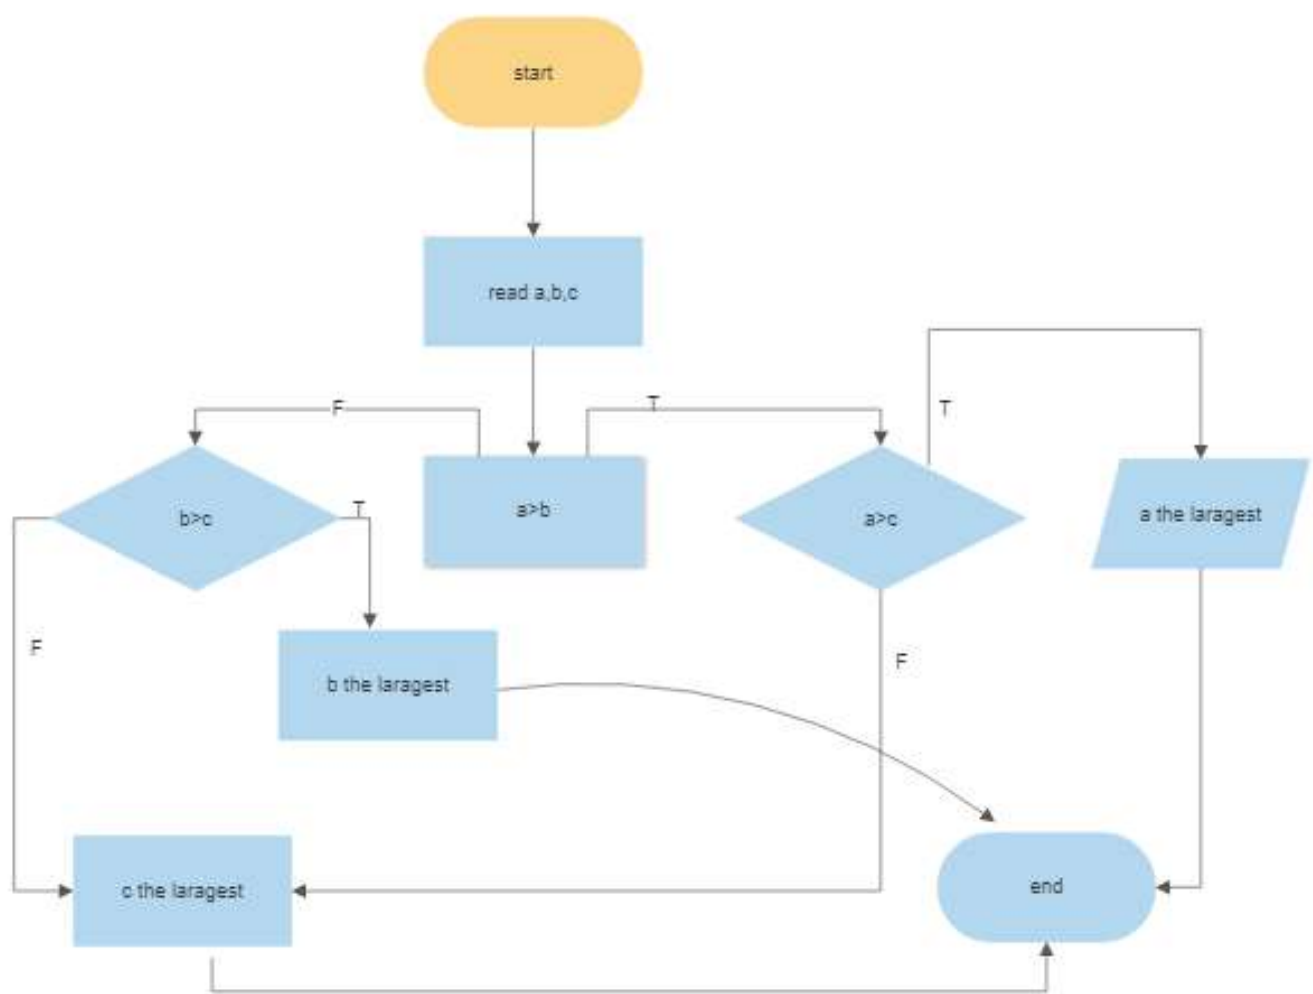 start
read a,b,c
F
T
T
b>c
T
a>b
a>c
a the laragest
F
F
b the laragest
c the laragest
end